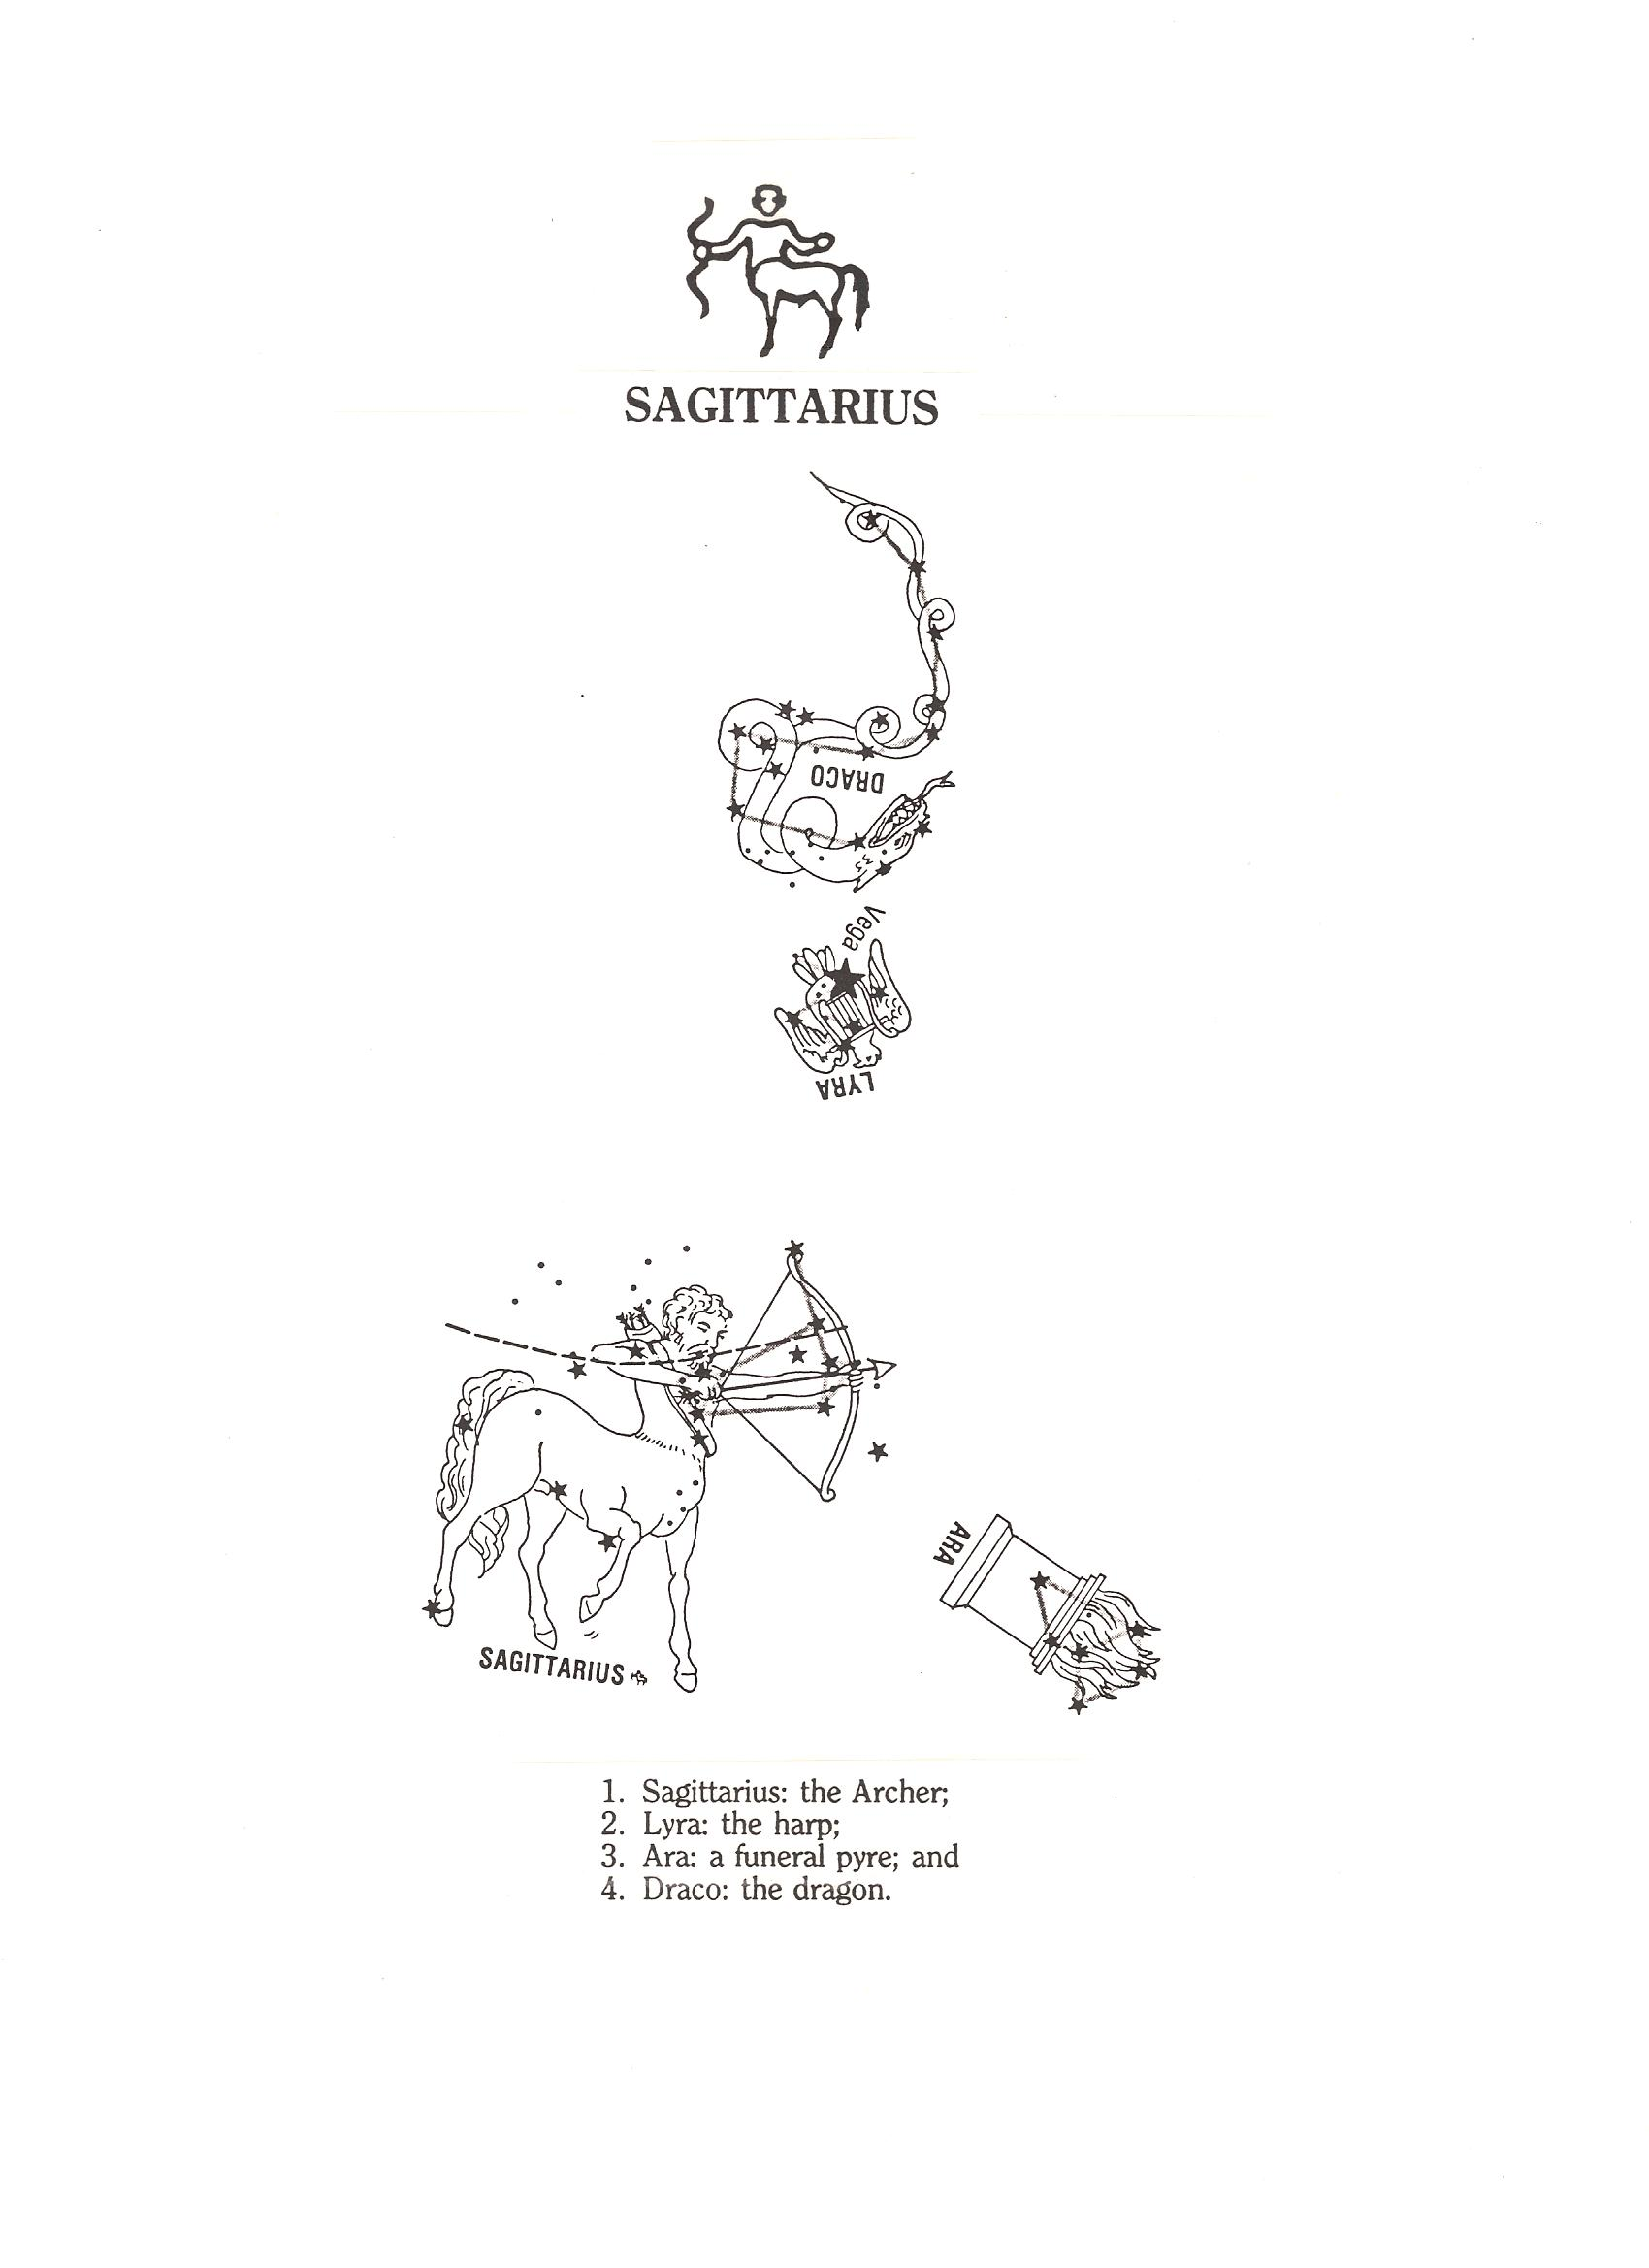 SAGITTARIUS
DRACO
Vega
LYRA
ARA
SAGITTARIUS
1. Sagittarius: the Archer;
2. Lyra: the harp;
3. Ara: a funeral pyre; and
4. Draco: the dragon.